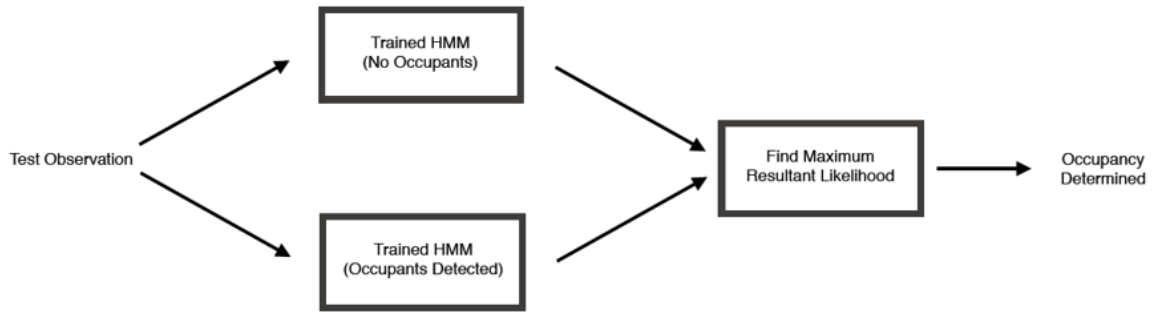 Trained HMM
(No Occupants)
Test Observation
Find Maximum
Resultant Likelihood
Occupancy
Determined
Trained HMM
(Occupants Detected)